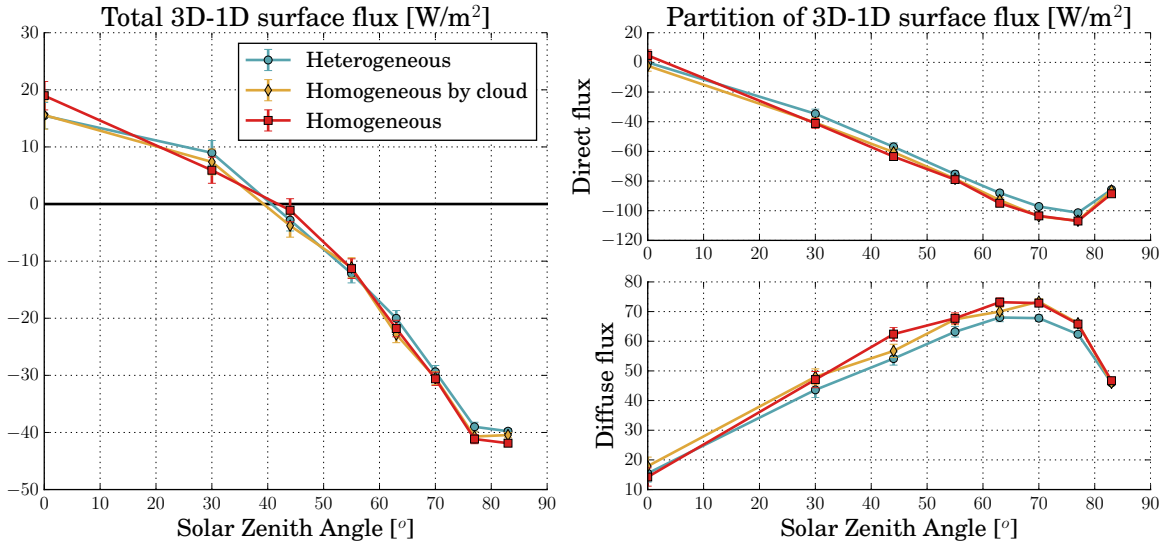 Total 3D-1D surface flux [W/m²]
30
20
10
0
−10
−20
−30
−40
−50
Heterogeneous
Homogeneous by cloud
Homogeneous
0 10 20 30 40 50 60 70 80 90
Solar Zenith Angle [°]
Partition of 3D-1D surface flux [W/m²]
Direct flux
20
0
−20
−40
−60
−80
−100
−120
0 10 20 30 40 50 60 70 80 90
Diffuse flux
80
70
60
50
40
30
20
10
0 10 20 30 40 50 60 70 80 90
Solar Zenith Angle [°]